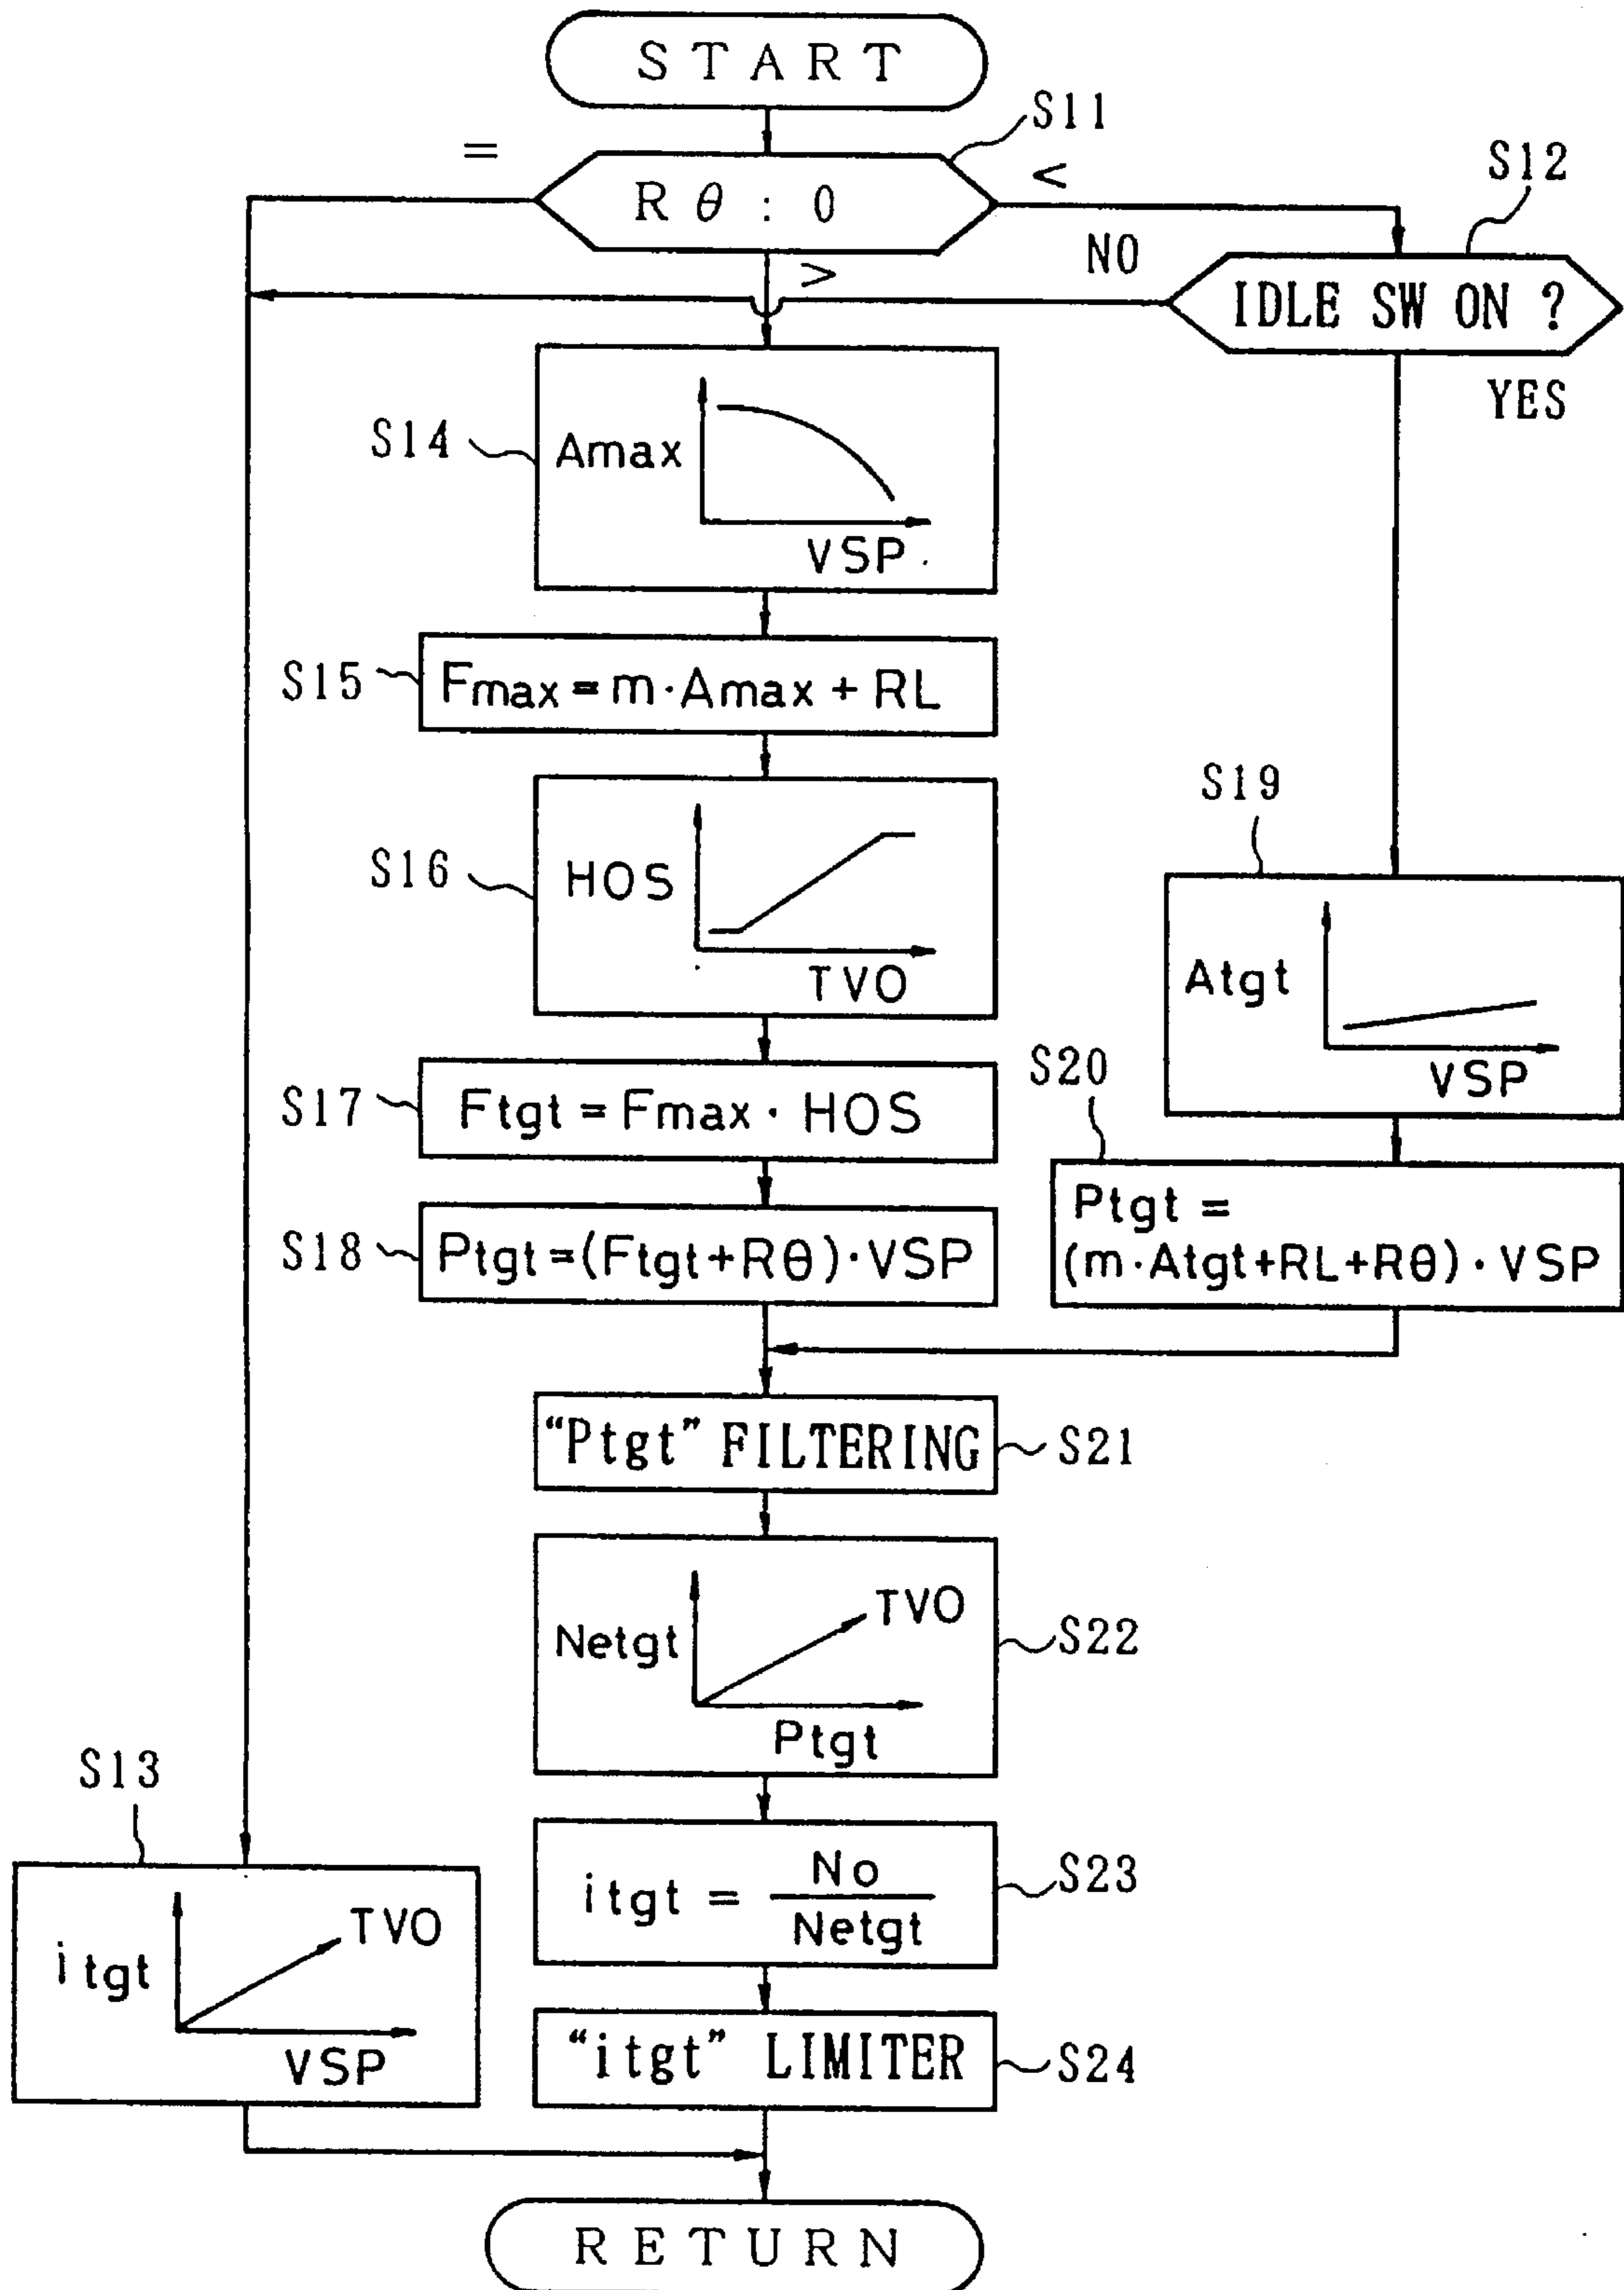 START
S11
=
Rθ : 0
<
S12
>
NO
IDLE SW ON ?
YES
S14
Amax
VSP
S15
Fmax = m·Amax + RL
S16
HOS
TVO
S19
Atgt
VSP
S17
Ftgt = Fmax · HOS
S20
Ptgt =
(m·Atgt+RL+Rθ)·VSP
S18
Ptgt = (Ftgt+Rθ)·VSP
“Ptgt” FILTERING
S21
Netgt
TVO
Ptgt
S22
S13
itgt
TVO
VSP
itgt = No
Netgt
S23
“itgt” LIMITER
S24
RETURN